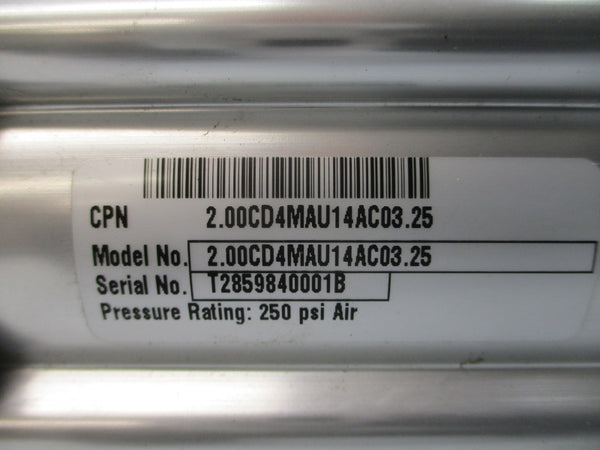 CPN 2.00CD4MAU14AC03.25
Model No. 2.00CD4MAU14AC03.25
Serial No. T2859840001B
Pressure Rating: 250 psi Air